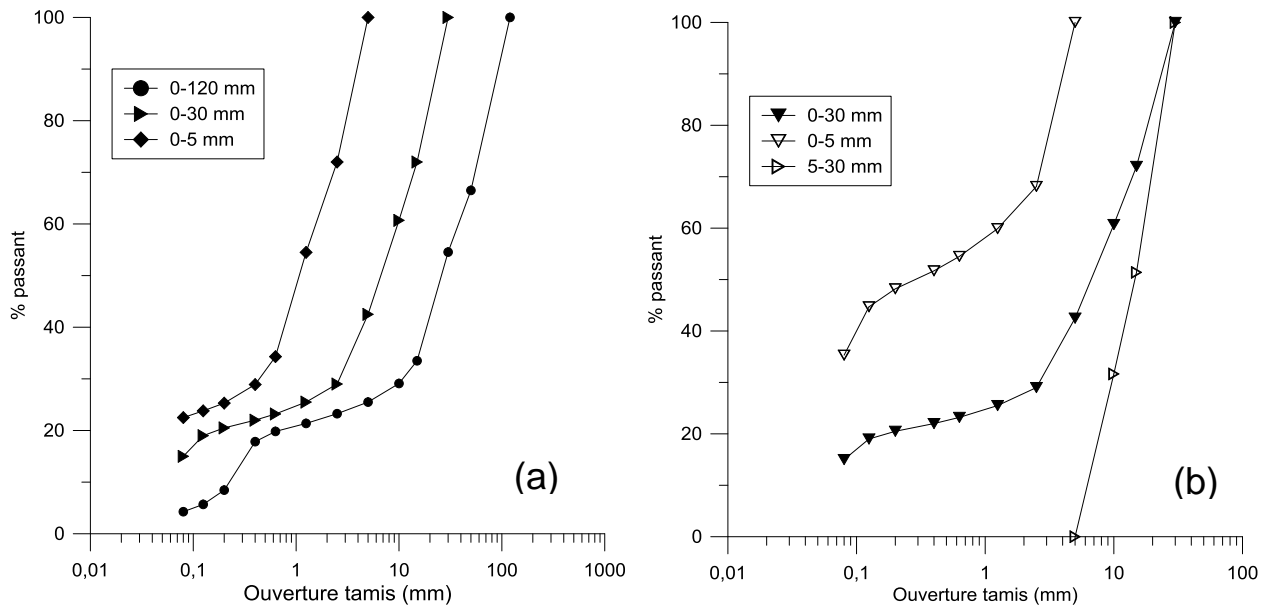 100
80
60
40
20
0
% passant
0-120 mm
0-30 mm
0-5 mm
(a)
0,01 0,1 1 10 100 1000
Ouverture tamis (mm)
100
80
60
40
20
0
% passant
0-30 mm
0-5 mm
5-30 mm
(b)
0,01 0,1 1 10 100
Ouverture tamis (mm)